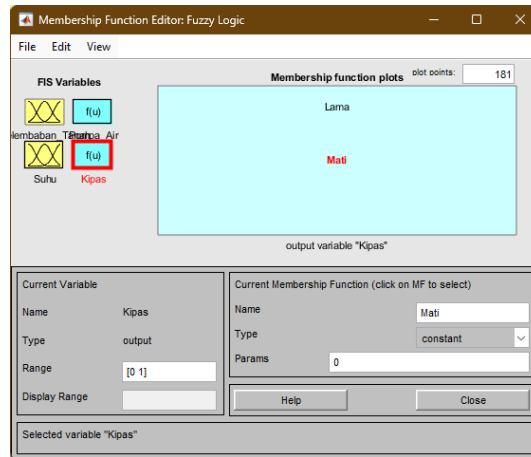 Membership Function Editor: Fuzzy Logic
File Edit View
FIS Variables
Membership function plots
plot points:
181
f(u)
Air
f(u)
Suhu
Kipas
Lama
Mati
output variable "Kipas"
Current Variable
Name Kipas
Type output
Range [0 1]
Display Range
Current Membership Function (click on MF to select)
Name Mati
Type constant
Params 0
Help Close
Selected variable "Kipas"